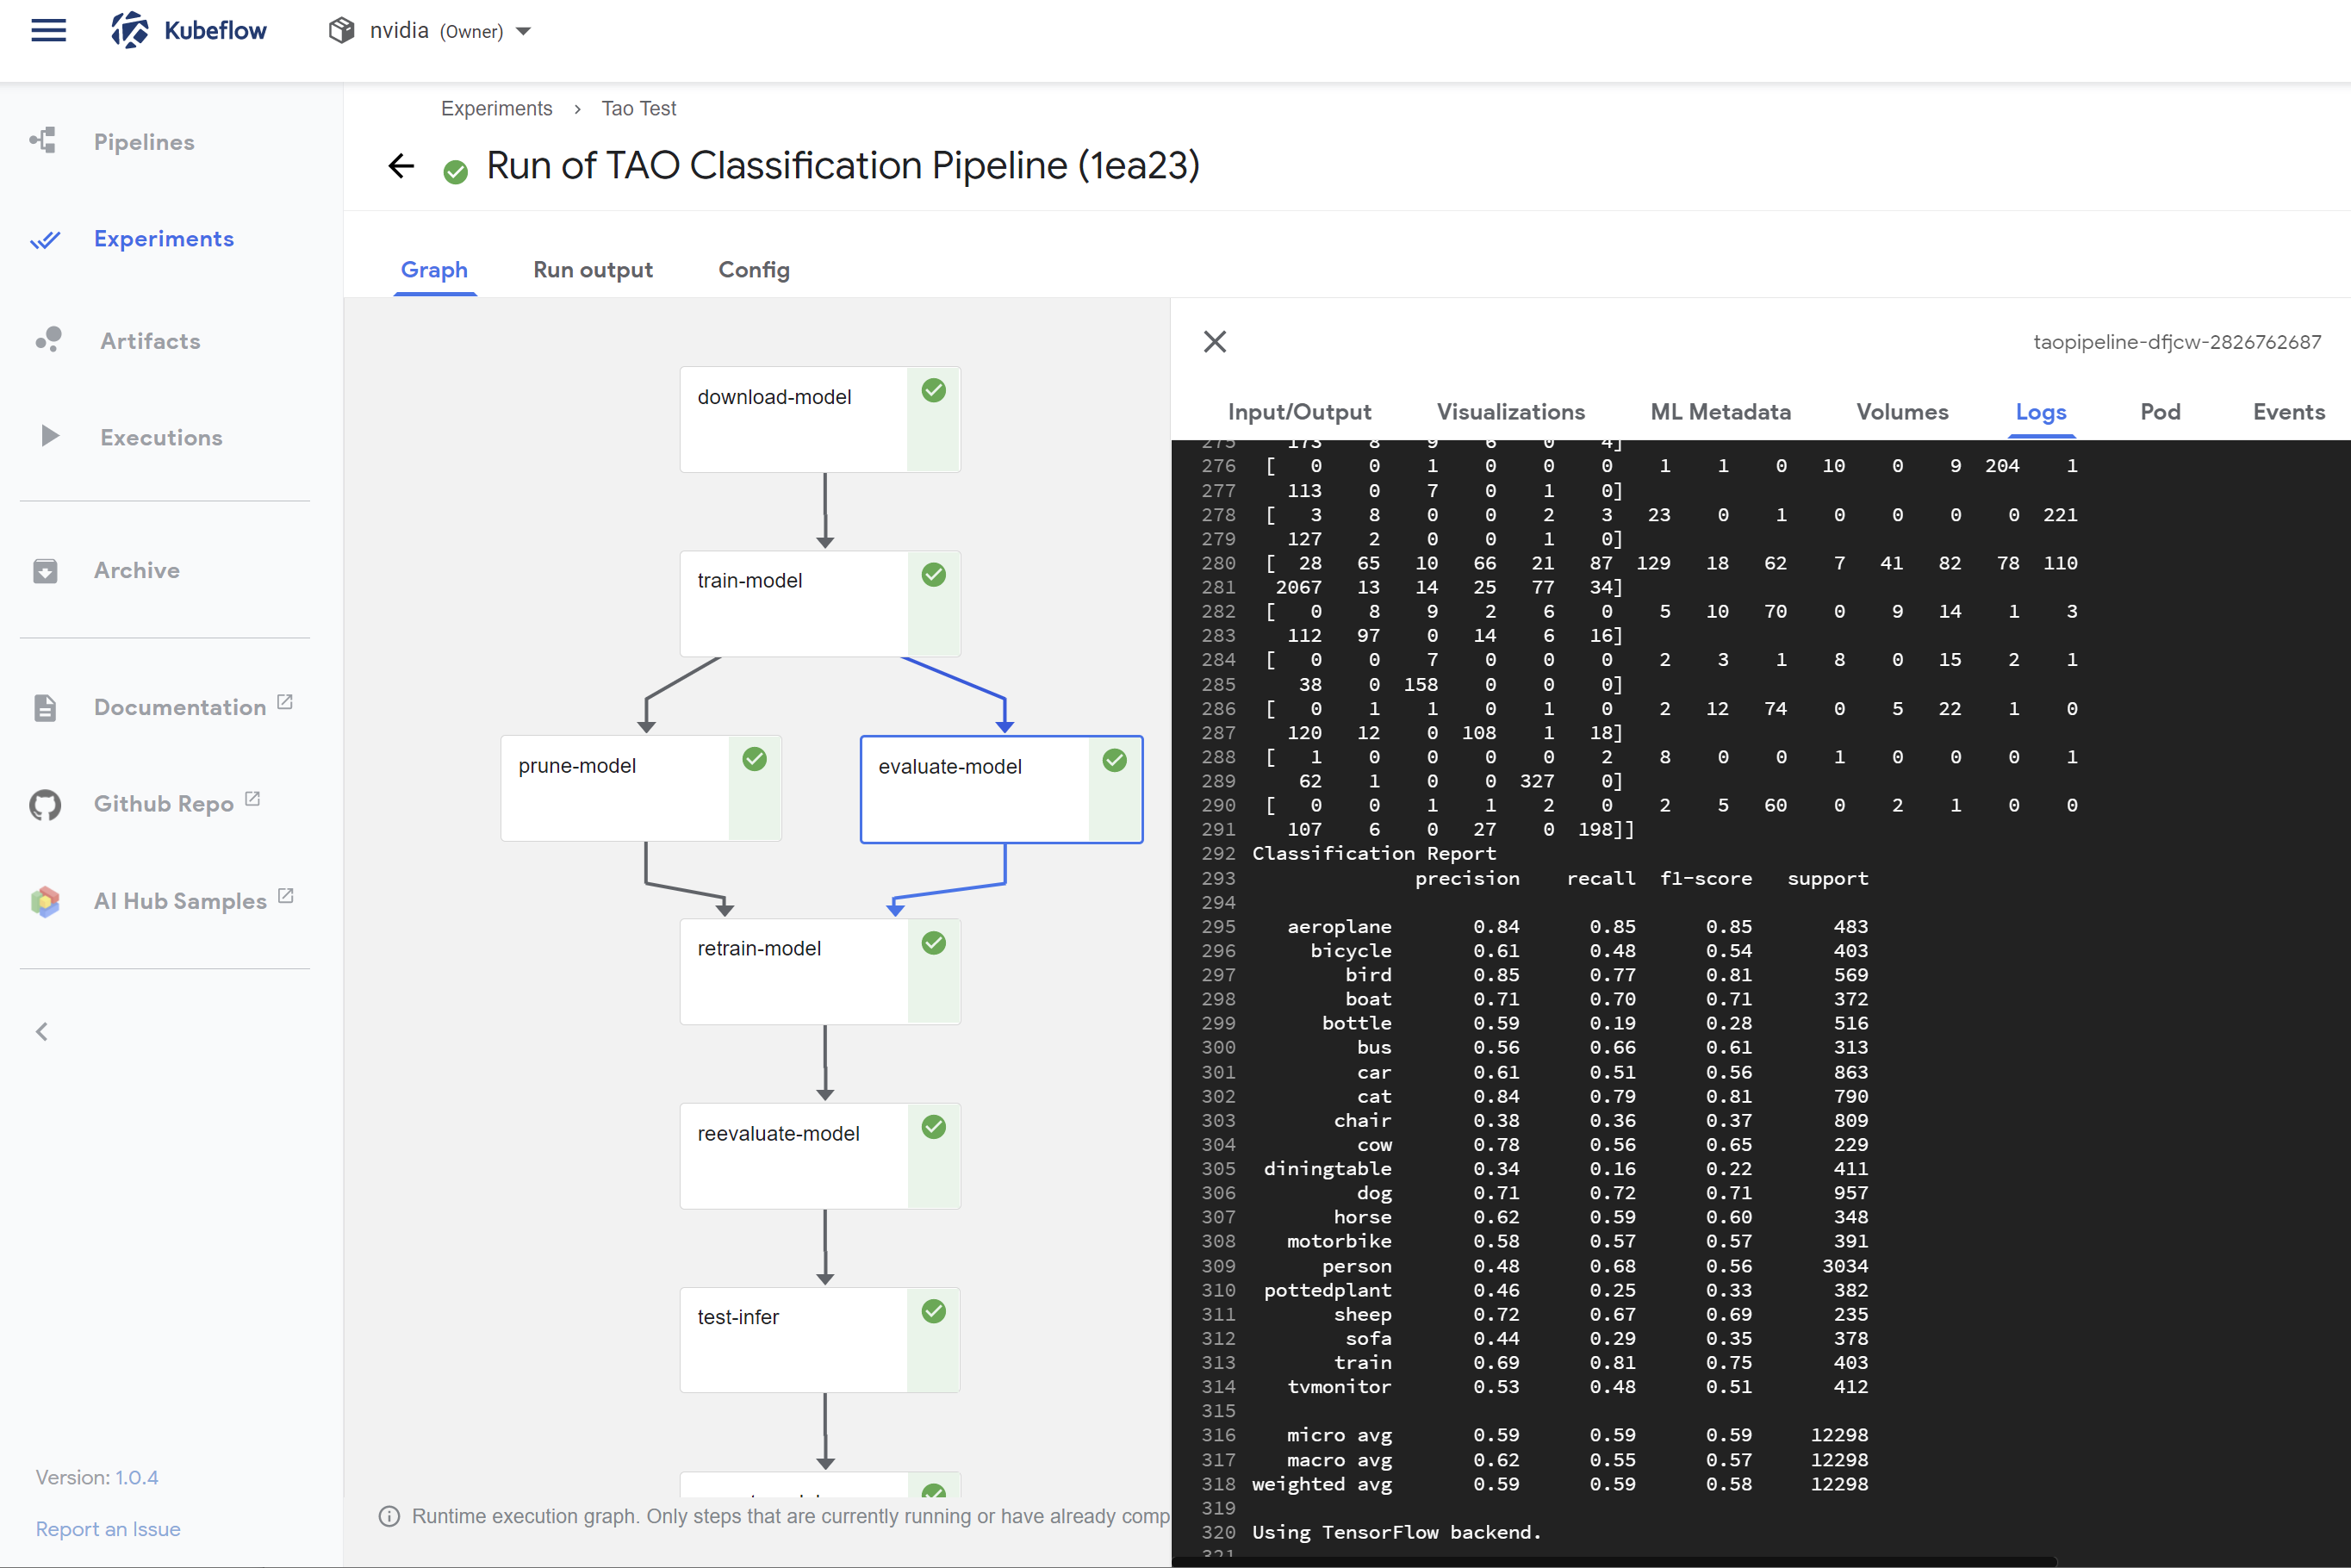 Kubeflow
nvidia (Owner)
Pipelines
Experiments
Artifacts
Executions
Archive
Documentation
Github Repo
AI Hub Samples
Version: 1.0.4
Report an Issue
Experiments > Tao Test
Run of TAO Classification Pipeline (1ea23)
Graph Run output Config
download-model
train-model
prune-model
evaluate-model
retrain-model
reevaluate-model
test-infer
Runtime execution graph. Only steps that are currently running or have already comp
taopipeline-dfjcw-2826762687
Input/Output Visualizations ML Metadata Volumes Logs Pod Events
275 173 8 9 6 0 4]
276 [ 0 0 1 0 0 0 1 1 0 10 0 9 204 1
277 113 0 7 0 1 0]
278 [ 3 8 0 0 2 3 23 0 1 0 0 0 0 221
279 127 2 0 0 1 0]
280 [ 28 65 10 66 21 87 129 18 62 7 41 82 78 110
281 2067 13 14 25 77 34]
282 [ 0 8 9 2 6 0 5 10 70 0 9 14 1 3
283 112 97 0 14 6 16]
284 [ 0 0 7 0 0 0 2 3 1 8 0 15 2 1
285 38 0 158 0 0 0]
286 [ 0 1 1 0 1 0 2 12 74 0 5 22 1 0
287 120 12 0 108 1 18]
288 [ 1 0 0 0 0 2 8 0 0 1 0 0 0 1
289 62 1 0 0 327 0]
290 [ 0 0 1 1 2 0 2 5 60 0 2 1 0 0
291 107 6 0 27 0 198]]
292 Classification Report
293 precision recall f1-score support
294
295 aeroplane 0.84 0.85 0.85 483
296 bicycle 0.61 0.48 0.54 403
297 bird 0.85 0.77 0.81 569
298 boat 0.71 0.70 0.71 372
299 bottle 0.59 0.19 0.28 516
300 bus 0.56 0.66 0.61 313
301 car 0.61 0.51 0.56 863
302 cat 0.84 0.79 0.81 790
303 chair 0.38 0.36 0.37 809
304 cow 0.78 0.56 0.65 229
305 diningtable 0.34 0.16 0.22 411
306 dog 0.71 0.72 0.71 957
307 horse 0.62 0.59 0.60 348
308 motorbike 0.58 0.57 0.57 391
309 person 0.48 0.68 0.56 3034
310 pottedplant 0.46 0.25 0.33 382
311 sheep 0.72 0.67 0.69 235
312 sofa 0.44 0.29 0.35 378
313 train 0.69 0.81 0.75 403
314 tvmonitor 0.53 0.48 0.51 412
315
316 micro avg 0.59 0.59 0.59 12298
317 macro avg 0.62 0.55 0.57 12298
318 weighted avg 0.59 0.59 0.58 12298
319
320 Using TensorFlow backend.
321